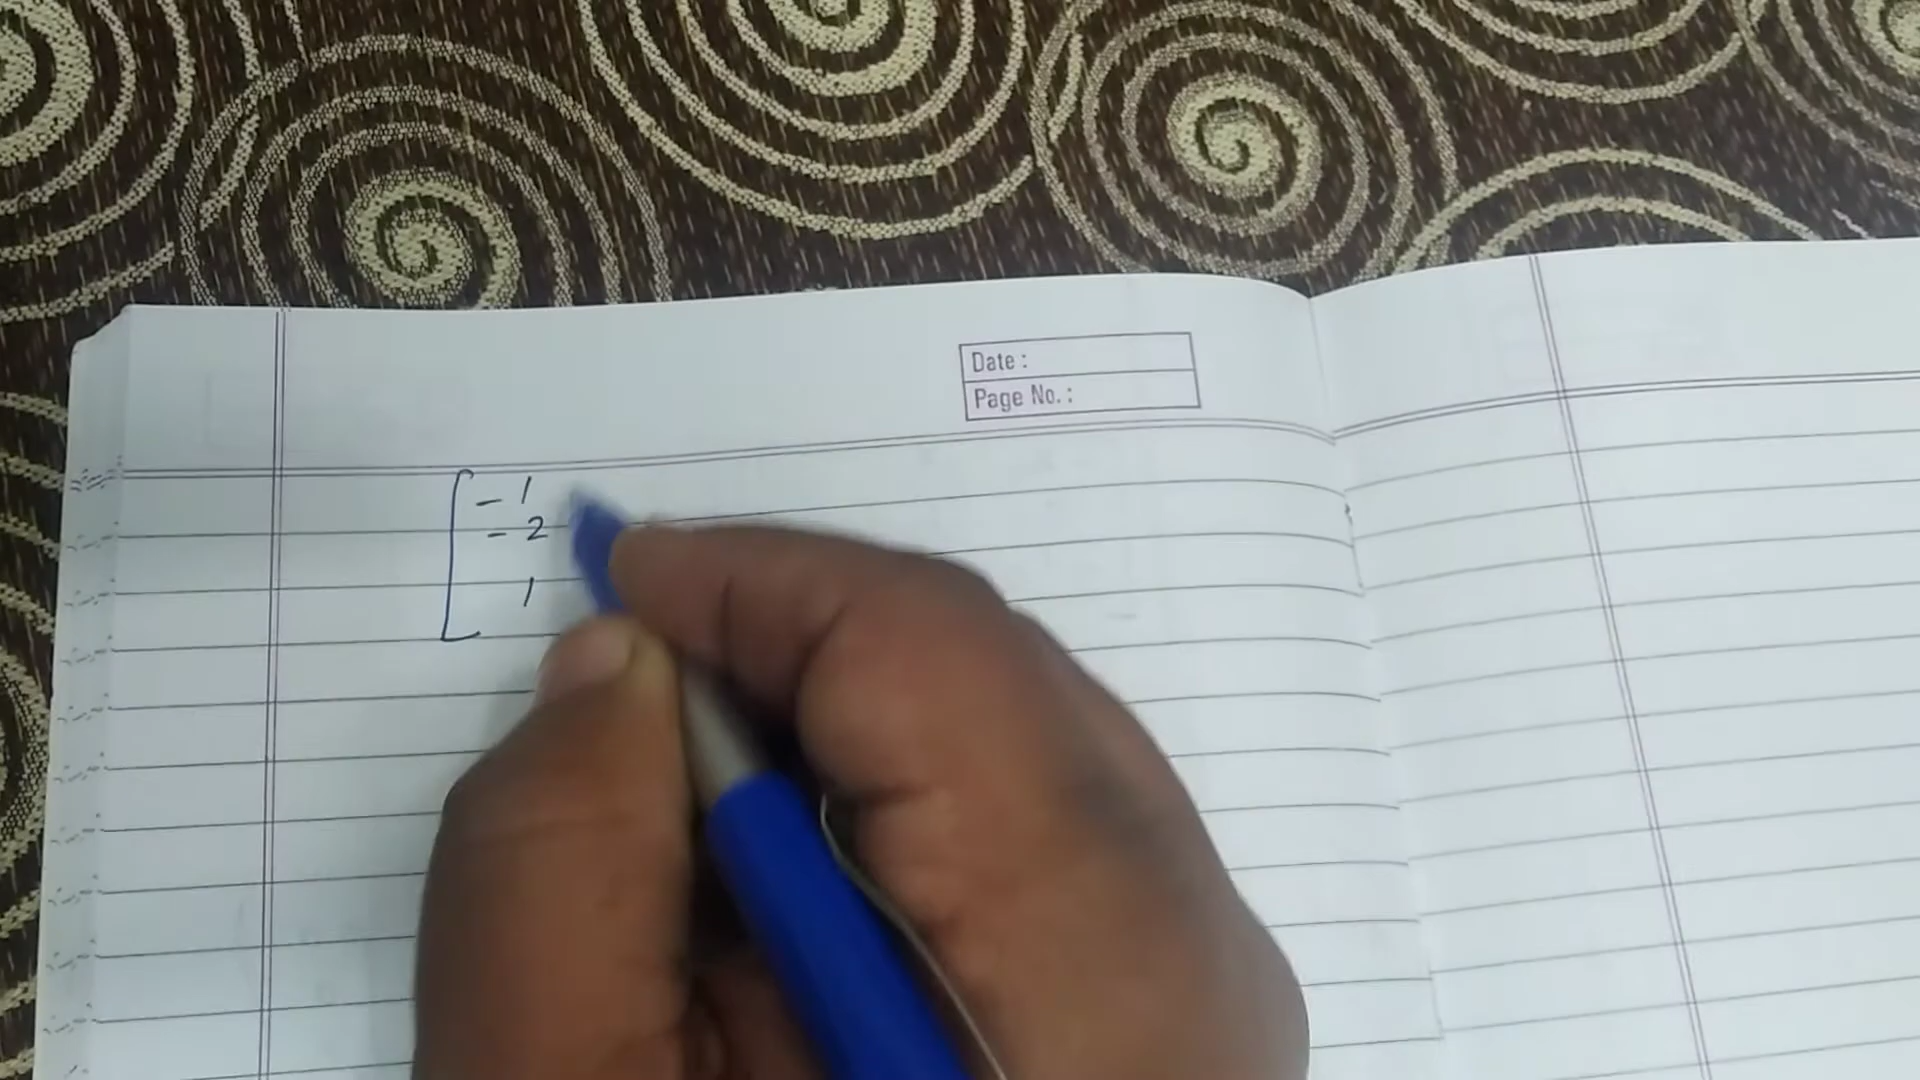 Date :
Page No. :
[ - 1
- 2
1